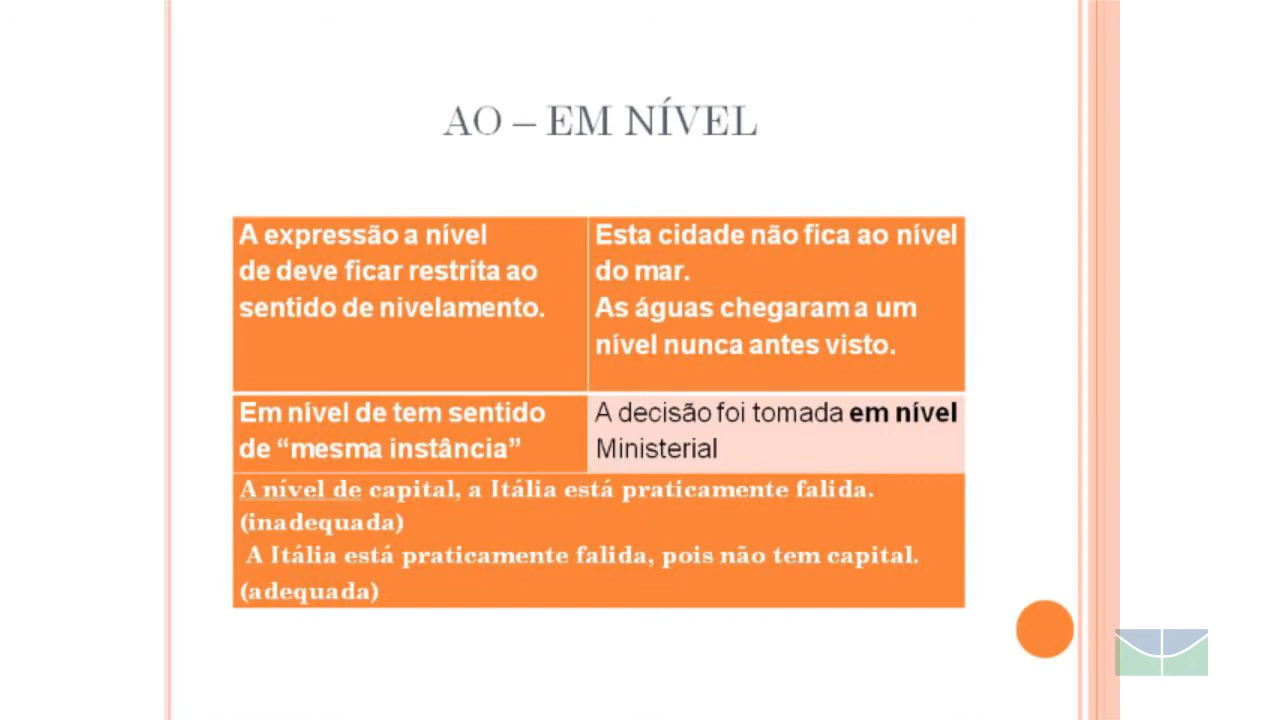 AO – EM NÍVEL
A expressão a nível
de deve ficar restrita ao
sentido de nivelamento.
Esta cidade não fica ao nível
do mar.
As águas chegaram a um
nível nunca antes visto.
Em nível de tem sentido
de “mesma instância”
A decisão foi tomada em nível
Ministerial
A nível de capital, a Itália está praticamente falida.
(inadequada)
A Itália está praticamente falida, pois não tem capital.
(adequada)